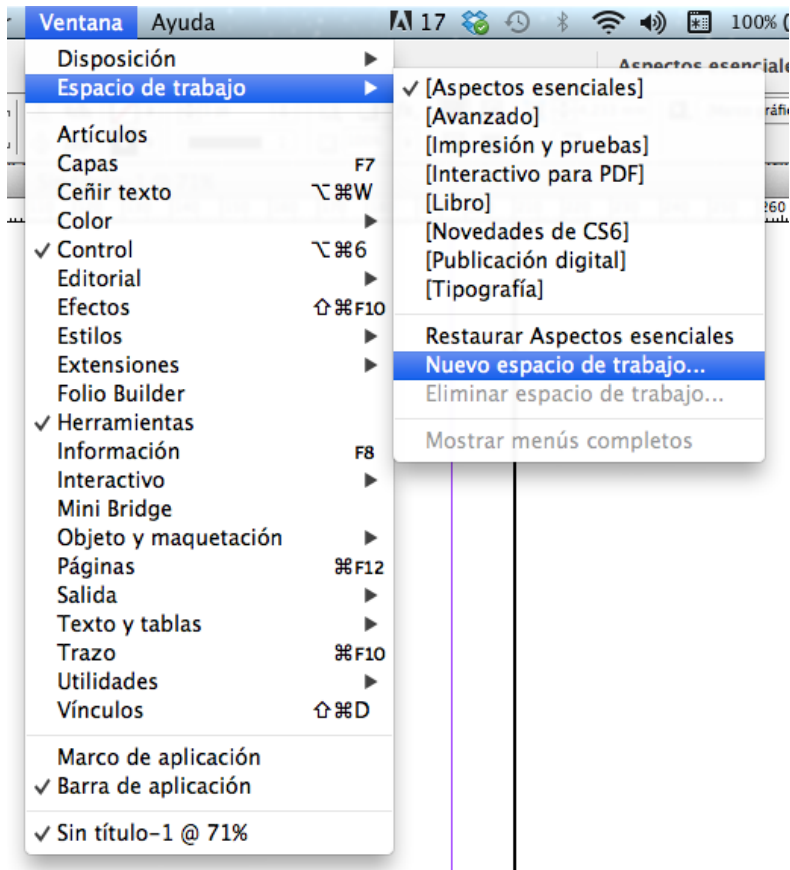 Ventana Ayuda 17 100%
Aspectos esenciale
Disposición
Espacio de trabajo
Artículos
Capas F7
Ceñir texto ⌥⌘W
Color
✓ Control ⌥⌘6
Editorial
Efectos ⇧⌘F10
Estilos
Extensiones
Folio Builder
✓ Herramientas
Información F8
Interactivo
Mini Bridge
Objeto y maquetación
Páginas ⌘F12
Salida
Texto y tablas
Trazo ⌘F10
Utilidades
Vínculos ⇧⌘D
Marco de aplicación
✓ Barra de aplicación
✓ Sin título-1 @ 71%
✓ [Aspectos esenciales]
[Avanzado]
[Impresión y pruebas]
[Interactivo para PDF]
[Libro]
[Novedades de CS6]
[Publicación digital]
[Tipografía]
Restaurar Aspectos esenciales
Nuevo espacio de trabajo...
Eliminar espacio de trabajo...
Mostrar menús completos
ráfic
260